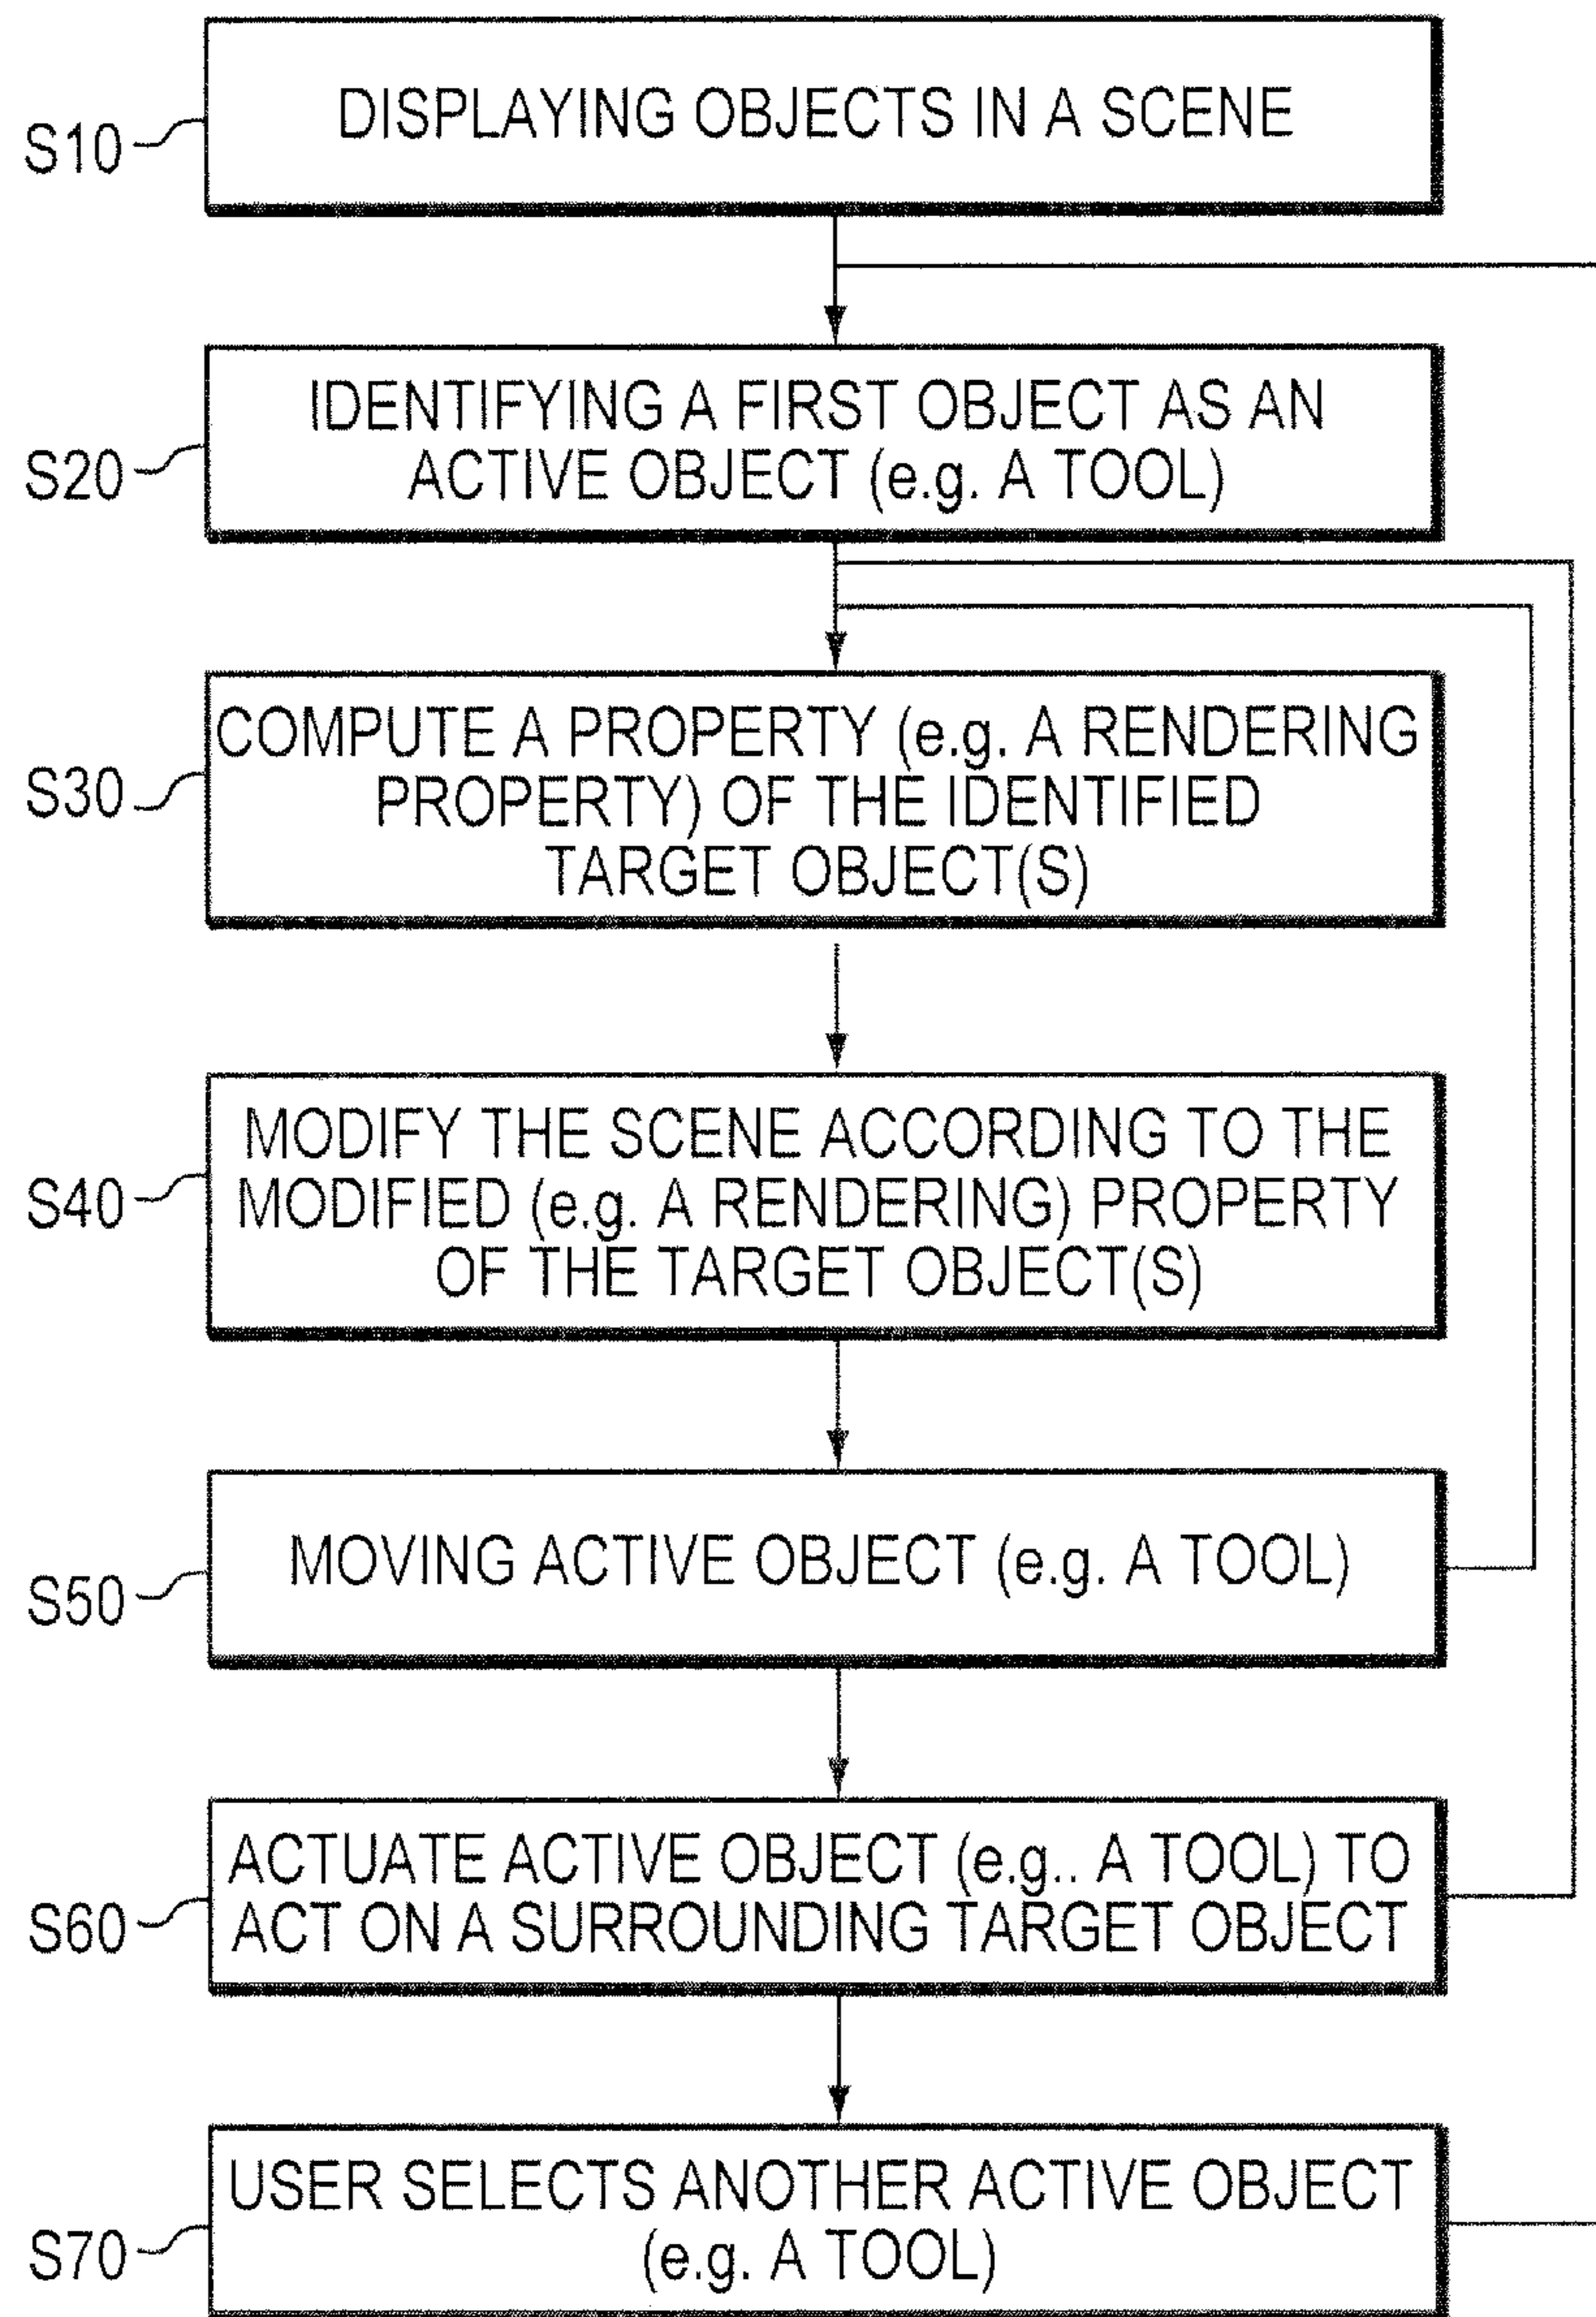 DISPLAYING OBJECTS IN A SCENE
S10
IDENTIFYING A FIRST OBJECT AS AN
ACTIVE OBJECT (e.g. A TOOL)
S20
COMPUTE A PROPERTY (e.g. A RENDERING
PROPERTY) OF THE IDENTIFIED
TARGET OBJECT(S)
S30
MODIFY THE SCENE ACCORDING TO THE
MODIFIED (e.g. A RENDERING) PROPERTY
OF THE TARGET OBJECT(S)
S40
MOVING ACTIVE OBJECT (e.g. A TOOL)
S50
ACTUATE ACTIVE OBJECT (e.g.. A TOOL) TO
ACT ON A SURROUNDING TARGET OBJECT
S60
USER SELECTS ANOTHER ACTIVE OBJECT
(e.g. A TOOL)
S70